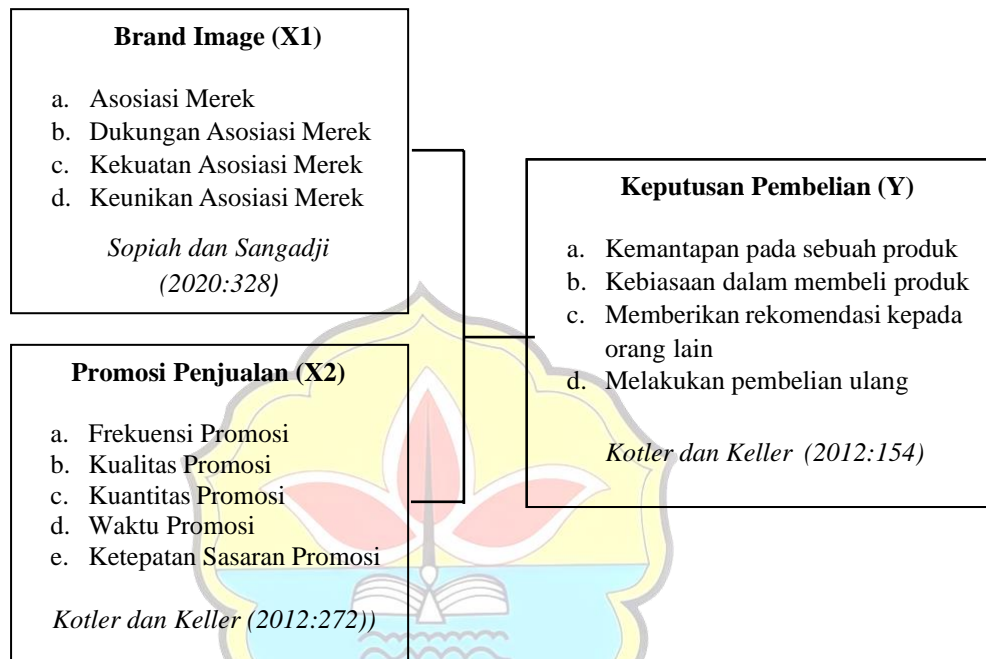 Brand Image (X1)
a. Asosiasi Merek
b. Dukungan Asosiasi Merek
c. Kekuatan Asosiasi Merek
d. Keunikan Asosiasi Merek
Sopiah dan Sangadji
(2020:328)
Promosi Penjualan (X2)
a. Frekuensi Promosi
b. Kualitas Promosi
c. Kuantitas Promosi
d. Waktu Promosi
e. Ketepatan Sasaran Promosi
Kotler dan Keller (2012:272))
Keputusan Pembelian (Y)
a. Kemantapan pada sebuah produk
b. Kebiasaan dalam membeli produk
c. Memberikan rekomendasi kepada
orang lain
d. Melakukan pembelian ulang
Kotler dan Keller (2012:154)